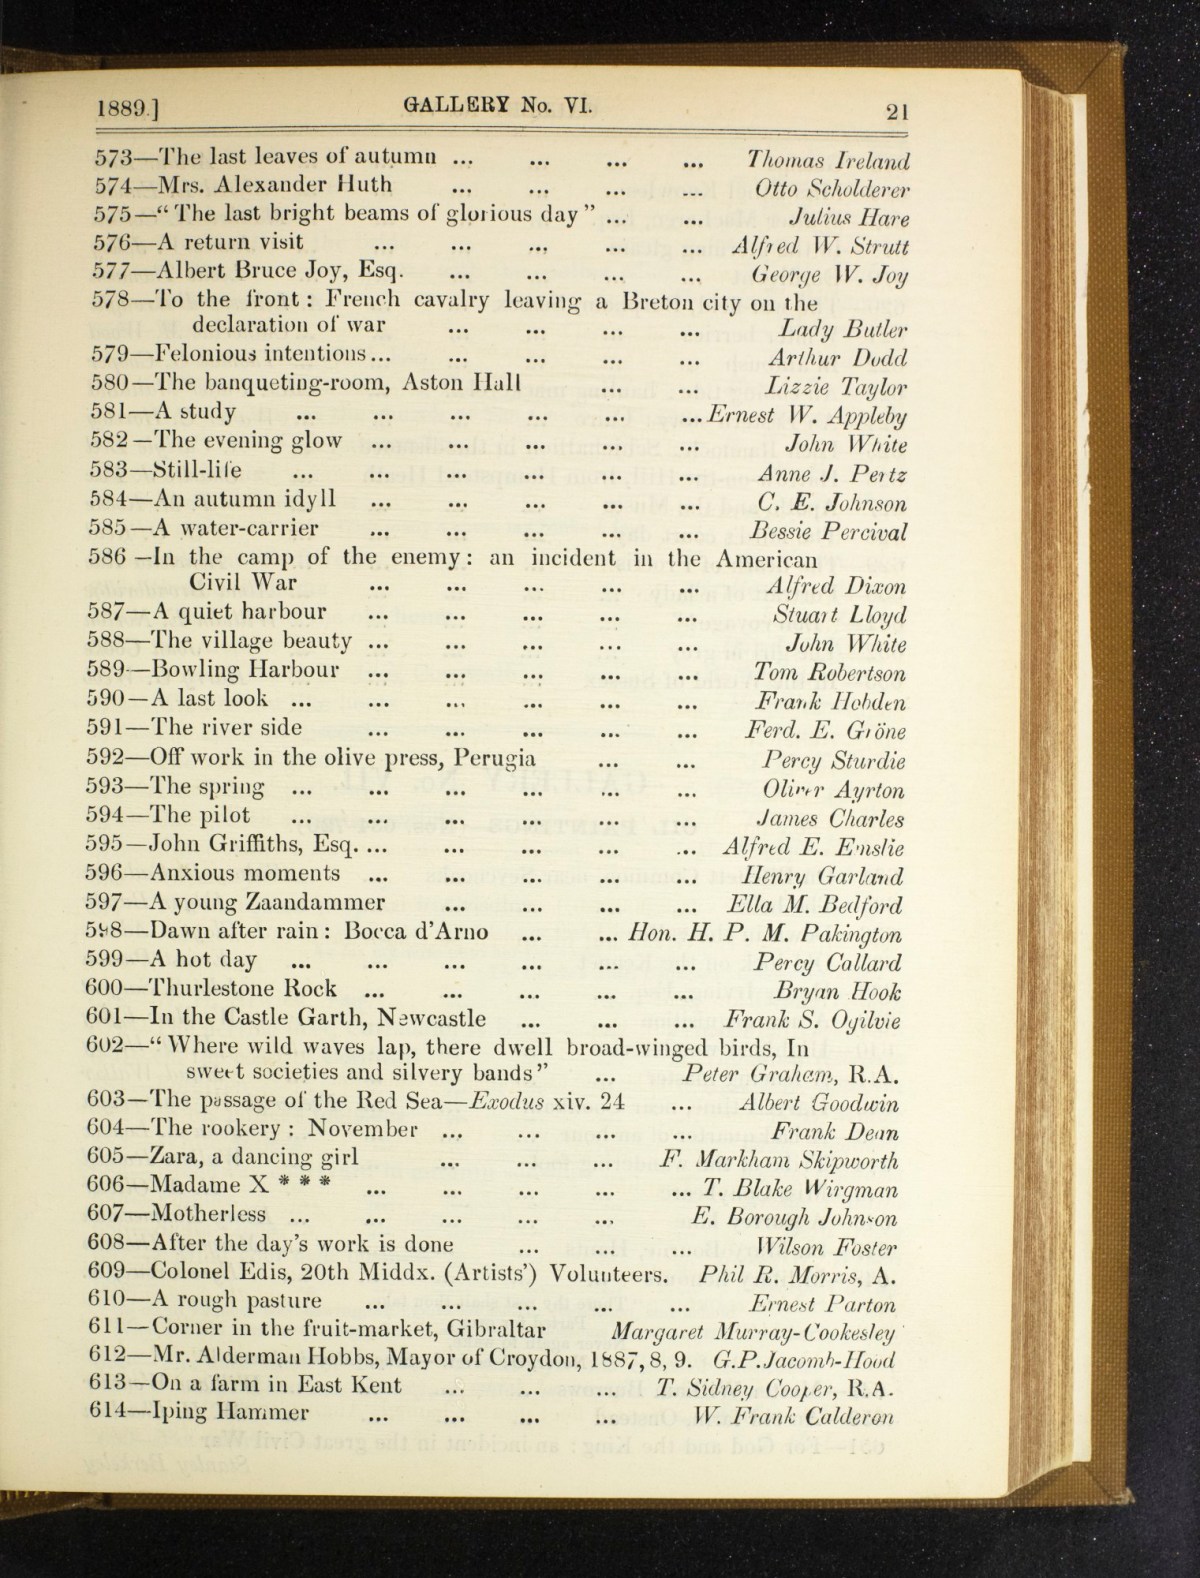 1889.] GALLERY No. VI. 21
573—The last leaves of autumn ... ... ... ... Thomas Ireland
574—Mrs. Alexander Huth ... ... ... ... Otto Scholderer
575—“The last bright beams of glorious day” ... ... Julius Hare
576—A return visit ... ... ... ... ... Alfred W. Strutt
577—Albert Bruce Joy, Esq. ... ... ... ... George W. Joy
578—To the front: French cavalry leaving a Breton city on the
declaration of war ... ... ... ... Lady Butler
579—Felonious intentions... ... ... ... ... Arthur Dodd
580—The banqueting-room, Aston Hall ... ... Lizzie Taylor
581—A study ... ... ... ... ... ... Ernest W. Appleby
582—The evening glow ... ... ... ... ... John White
583—Still-life ... ... ... ... ... ... Anne J. Pertz
584—An autumn idyll ... ... ... ... ... C. E. Johnson
585—A water-carrier ... ... ... ... ... Bessie Percival
586—In the camp of the enemy: an incident in the American
Civil War ... ... ... ... ... Alfred Dixon
587—A quiet harbour ... ... ... ... ... Stuart Lloyd
588—The village beauty ... ... ... ... ... John White
589—Bowling Harbour ... ... ... ... ... Tom Robertson
590—A last look ... ... ... ... ... ... Frank Hobden
591—The river side ... ... ... ... ... Ferd. E. Gröne
592—Off work in the olive press, Perugia ... ... Percy Sturdie
593—The spring ... ... ... ... ... ... Oliver Ayrton
594—The pilot ... ... ... ... ... ... James Charles
595—John Griffiths, Esq. ... ... ... ... ... Alfred E. Emslie
596—Anxious moments ... ... ... ... ... Henry Garland
597—A young Zaandammer ... ... ... ... Ella M. Bedford
598—Dawn after rain: Bocca d’Arno ... ... Hon. H. P. M. Pakington
599—A hot day ... ... ... ... ... ... Percy Callard
600—Thurlestone Rock ... ... ... ... ... Bryan Hook
601—In the Castle Garth, Newcastle ... ... ... Frank S. Ogilvie
602—“Where wild waves lap, there dwell broad-winged birds, In
sweet societies and silvery bands” ... Peter Graham, R.A.
603—The passage of the Red Sea—Exodus xiv. 24 ... Albert Goodwin
604—The rookery: November ... ... ... ... Frank Dean
605—Zara, a dancing girl ... ... ... F. Markham Skipworth
606—Madame X * * * ... ... ... ... ... T. Blake Wirgman
607—Motherless ... ... ... ... ... E. Borough Johnson
608—After the day’s work is done ... ... ... Wilson Foster
609—Colonel Edis, 20th Middx. (Artists’) Volunteers. Phil R. Morris, A.
610—A rough pasture ... ... ... ... ... Ernest Parton
611—Corner in the fruit-market, Gibraltar Margaret Murray-Cookesley
612—Mr. Alderman Hobbs, Mayor of Croydon, 1887, 8, 9. G.P.Jacomb-Hood
613—On a farm in East Kent ... ... ... T. Sidney Cooper, R.A.
614—Iping Hammer ... ... ... ... W. Frank Calderon